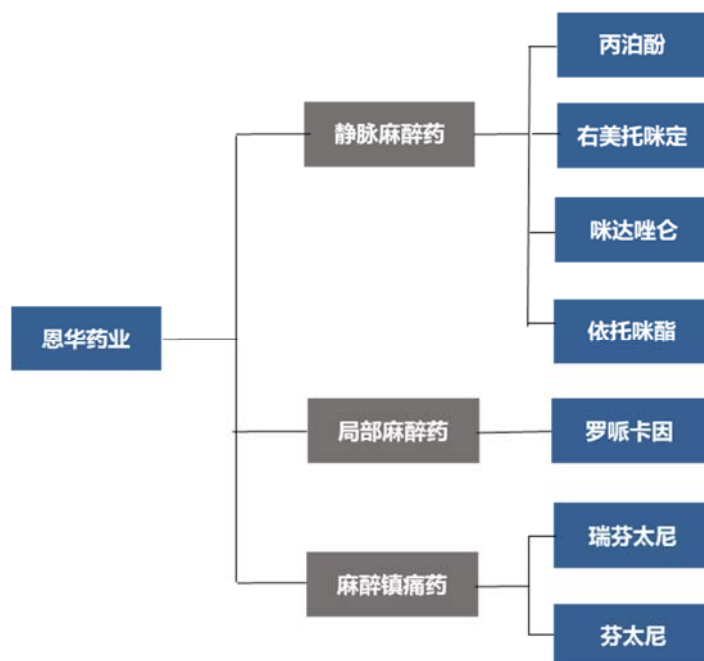 恩华药业
静脉麻醉药
丙泊酚
右美托咪定
咪达唑仑
依托咪酯
局部麻醉药
罗哌卡因
麻醉镇痛药
瑞芬太尼
芬太尼